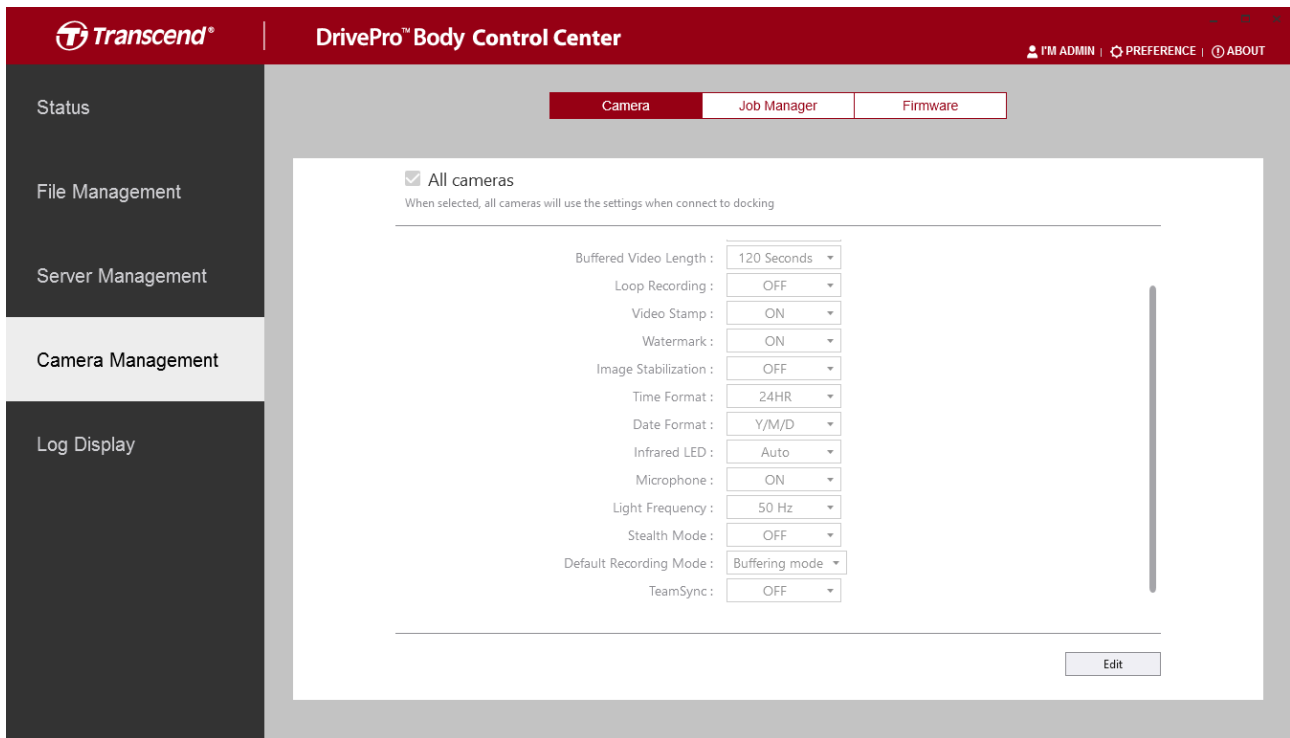 Transcend®
DrivePro™ Body Control Center
I'M ADMIN | PREFERENCE | ABOUT
Status
File Management
Server Management
Camera Management
Log Display
Camera Job Manager Firmware
All cameras
When selected, all cameras will use the settings when connect to docking
Buffered Video Length : 120 Seconds
Loop Recording : OFF
Video Stamp : ON
Watermark : ON
Image Stabilization : OFF
Time Format : 24HR
Date Format : Y/M/D
Infrared LED : Auto
Microphone : ON
Light Frequency : 50 Hz
Stealth Mode : OFF
Default Recording Mode : Buffering mode
TeamSync : OFF
Edit